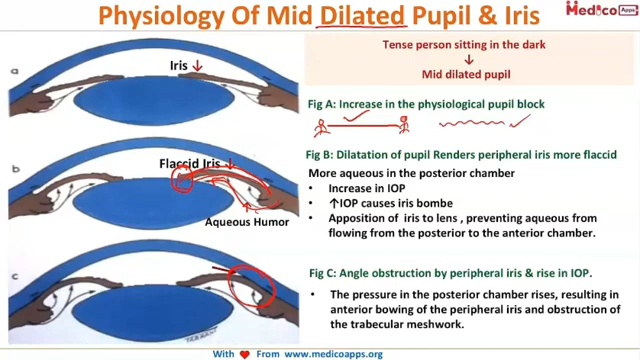 Physiology Of Mid Dilated Pupil & Iris
Medico
Apps
Tense person sitting in the dark
Mid dilated pupil
a
Iris
Fig A: Increase in the physiological pupil block
b
Flaccid Iris
Aqueous Humor
Fig B: Dilatation of pupil Renders peripheral iris more flaccid
More aqueous in the posterior chamber
• Increase in IOP
• ↑IOP causes iris bombe
• Apposition of iris to lens , preventing aqueous from
flowing from the posterior to the anterior chamber.
c
Fig C: Angle obstruction by peripheral iris & rise in IOP.
• The pressure in the posterior chamber rises, resulting in
anterior bowing of the peripheral iris and obstruction of
the trabecular meshwork.
With From www.medicoapps.org